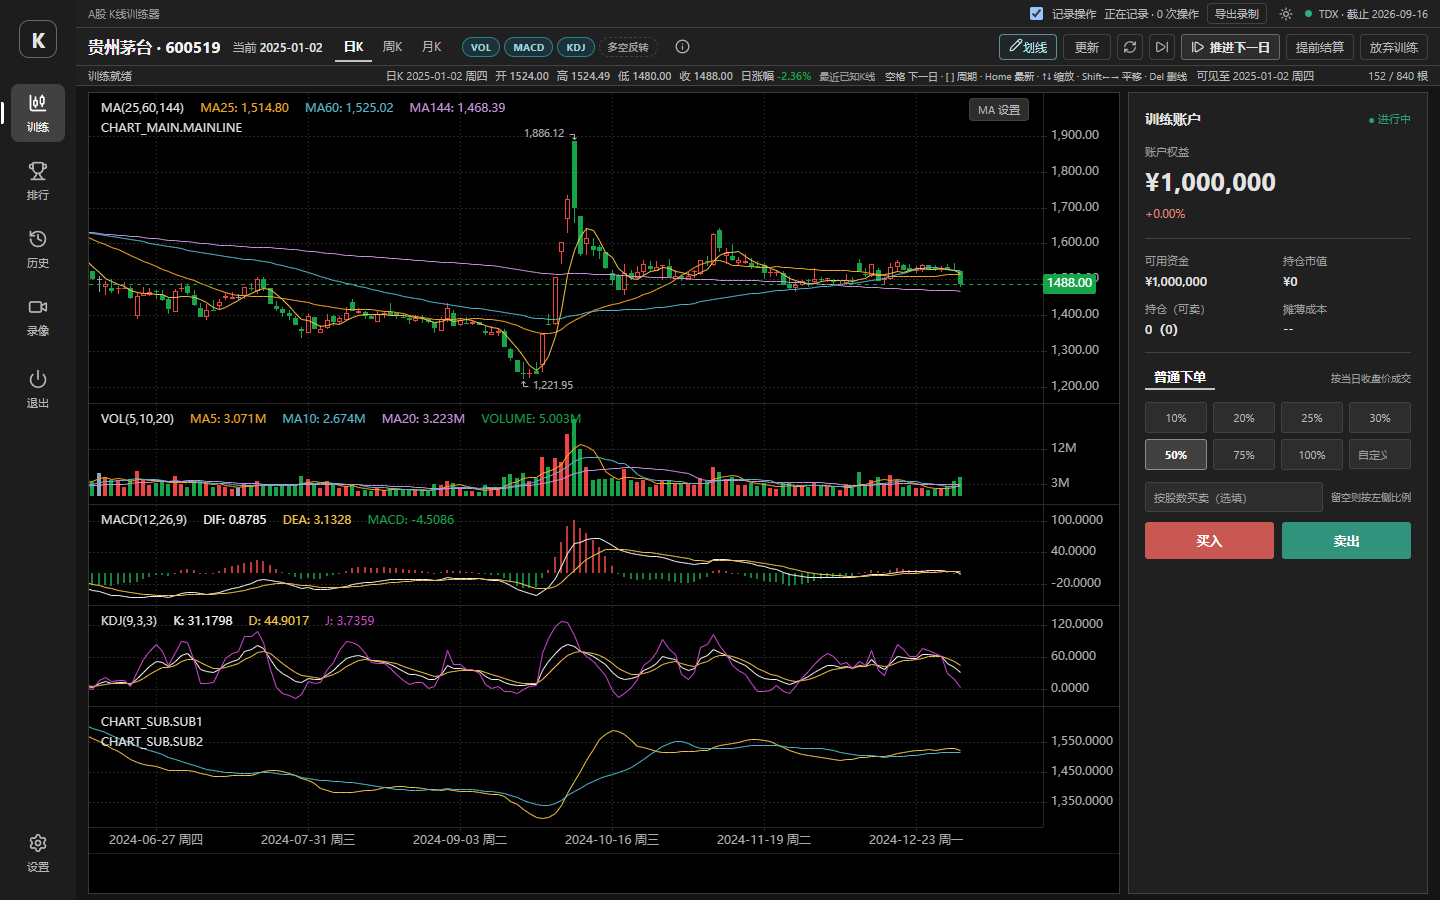 A股 K线训练器
记录操作 正在记录 · 0 次操作 导出录制 TDX · 截止 2026-09-16
K
贵州茅台 · 600519 当前 2025-01-02 日K 周K 月K VOL MACD KDJ 多空反转 划线 更新 推进下一日 提前结算 放弃训练
训练就绪 日K 2025-01-02 周四 开 1524.00 高 1524.49 低 1480.00 收 1488.00 日涨幅 -2.36% 最近已知K线 空格 下一日 · [ ] 周期 · Home 最新 · ↑↓ 缩放 · Shift←→ 平移 · Del 删线 可见至 2025-01-02 周四 152 / 840 根
训练
排行
历史
录像
退出
设置
MA(25,60,144) MA25: 1,514.80 MA60: 1,525.02 MA144: 1,468.39 MA 设置
CHART_MAIN.MAINLINE
1,886.12
1,221.95
1,900.00
1,800.00
1,700.00
1,600.00
1488.00
1,400.00
1,300.00
1,200.00
VOL(5,10,20) MA5: 3.071M MA10: 2.674M MA20: 3.223M VOLUME: 5.003M
12M
3M
MACD(12,26,9) DIF: 0.8785 DEA: 3.1328 MACD: -4.5086
100.0000
40.0000
-20.0000
KDJ(9,3,3) K: 31.1798 D: 44.9017 J: 3.7359
120.0000
60.0000
0.0000
CHART_SUB.SUB1
CHART_SUB.SUB2
1,550.0000
1,450.0000
1,350.0000
2024-06-27 周四 2024-07-31 周三 2024-09-03 周二 2024-10-16 周三 2024-11-19 周二 2024-12-23 周一
训练账户 进行中
账户权益
¥1,000,000
+0.00%
可用资金 持仓市值
¥1,000,000 ¥0
持仓（可卖） 摊薄成本
0（0） --
普通下单 按当日收盘价成交
10% 20% 25% 30%
50% 75% 100% 自定义
按股数买卖（选填） 留空则按左侧比例
买入 卖出